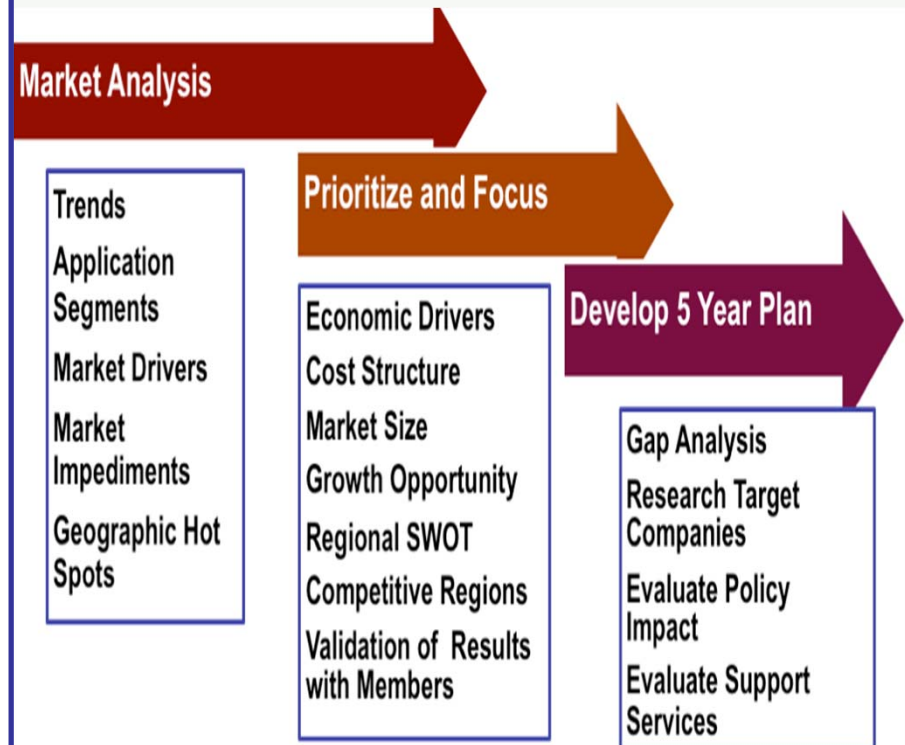 Market Analysis
Trends
Application
Segments
Market Drivers
Market
Impediments
Geographic Hot
Spots
Prioritize and Focus
Economic Drivers
Cost Structure
Market Size
Growth Opportunity
Regional SWOT
Competitive Regions
Validation of Results
with Members
Develop 5 Year Plan
Gap Analysis
Research Target
Companies
Evaluate Policy
Impact
Evaluate Support
Services